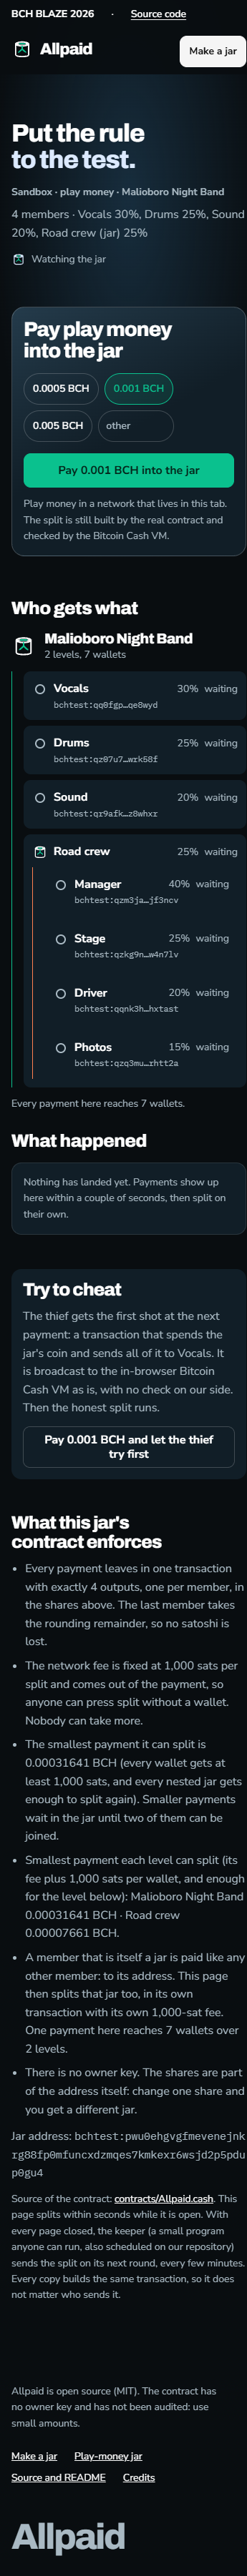 BCH BLAZE 2026 · Source code
Allpaid
Make a jar
Put the rule
to the test.
Sandbox · play money · Malioboro Night Band
4 members · Vocals 30%, Drums 25%, Sound
20%, Road crew (jar) 25%
Watching the jar
Pay play money
into the jar
0.0005 BCH 0.001 BCH
0.005 BCH other
Pay 0.001 BCH into the jar
Play money in a network that lives in this tab.
The split is still built by the real contract and
checked by the Bitcoin Cash VM.
Who gets what
Malioboro Night Band
2 levels, 7 wallets
Vocals 30% waiting
bchtest:qq0fgp…qe8wyd
Drums 25% waiting
bchtest:qz07u7…wrk58f
Sound 20% waiting
bchtest:qr9afk…z8whxr
Road crew 25% waiting
Manager 40% waiting
bchtest:qzm3ja…jf3ncv
Stage 25% waiting
bchtest:qzkg9n…w4n7lv
Driver 20% waiting
bchtest:qqnk3h…hxtast
Photos 15% waiting
bchtest:qzq3mu…rhtt2a
Every payment here reaches 7 wallets.
What happened
Nothing has landed yet. Payments show up
here within a couple of seconds, then split on
their own.
Try to cheat
The thief gets the first shot at the next
payment: a transaction that spends the
jar's coin and sends all of it to Vocals. It
is broadcast to the in-browser Bitcoin
Cash VM as is, with no check on our side.
Then the honest split runs.
Pay 0.001 BCH and let the thief
try first
What this jar's
contract enforces
• Every payment leaves in one transaction
with exactly 4 outputs, one per member, in
the shares above. The last member takes
the rounding remainder, so no satoshi is
lost.
• The network fee is fixed at 1,000 sats per
split and comes out of the payment, so
anyone can press split without a wallet.
Nobody can take more.
• The smallest payment it can split is
0.00031641 BCH (every wallet gets at
least 1,000 sats, and every nested jar gets
enough to split again). Smaller payments
wait in the jar until two of them can be
joined.
• Smallest payment each level can split (its
fee plus 1,000 sats per wallet, and enough
for the level below): Malioboro Night Band
0.00031641 BCH · Road crew
0.00007661 BCH.
• A member that is itself a jar is paid like any
other member: to its address. This page
then splits that jar too, in its own
transaction with its own 1,000-sat fee.
One payment here reaches 7 wallets over
2 levels.
• There is no owner key. The shares are part
of the address itself: change one share and
you get a different jar.
Jar address: bchtest:pwu0ehgvgfmevenejnk
rg88fp0mfuncxdzmqes7kmkexr6wsjd2p5pdu
p0gu4
Source of the contract: contracts/Allpaid.cash. This
page splits within seconds while it is open. With
every page closed, the keeper (a small program
anyone can run, also scheduled on our repository)
sends the split on its next round, every few minutes.
Every copy builds the same transaction, so it does
not matter who sends it.
Allpaid is open source (MIT). The contract has
no owner key and has not been audited: use
small amounts.
Make a jar Play-money jar
Source and README Credits
Allpaid